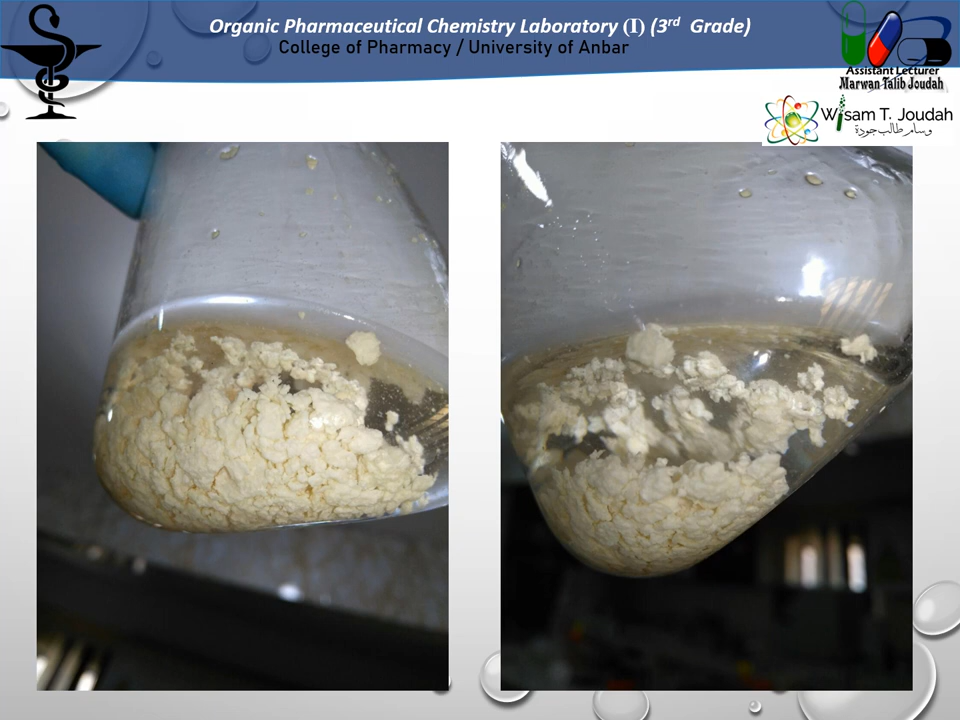 Organic Pharmaceutical Chemistry Laboratory (I) (3rd Grade)
College of Pharmacy / University of Anbar
Assistant Lecturer
Marwan Talib Joudah
Wisam T. Joudah
وسام طالب جودة